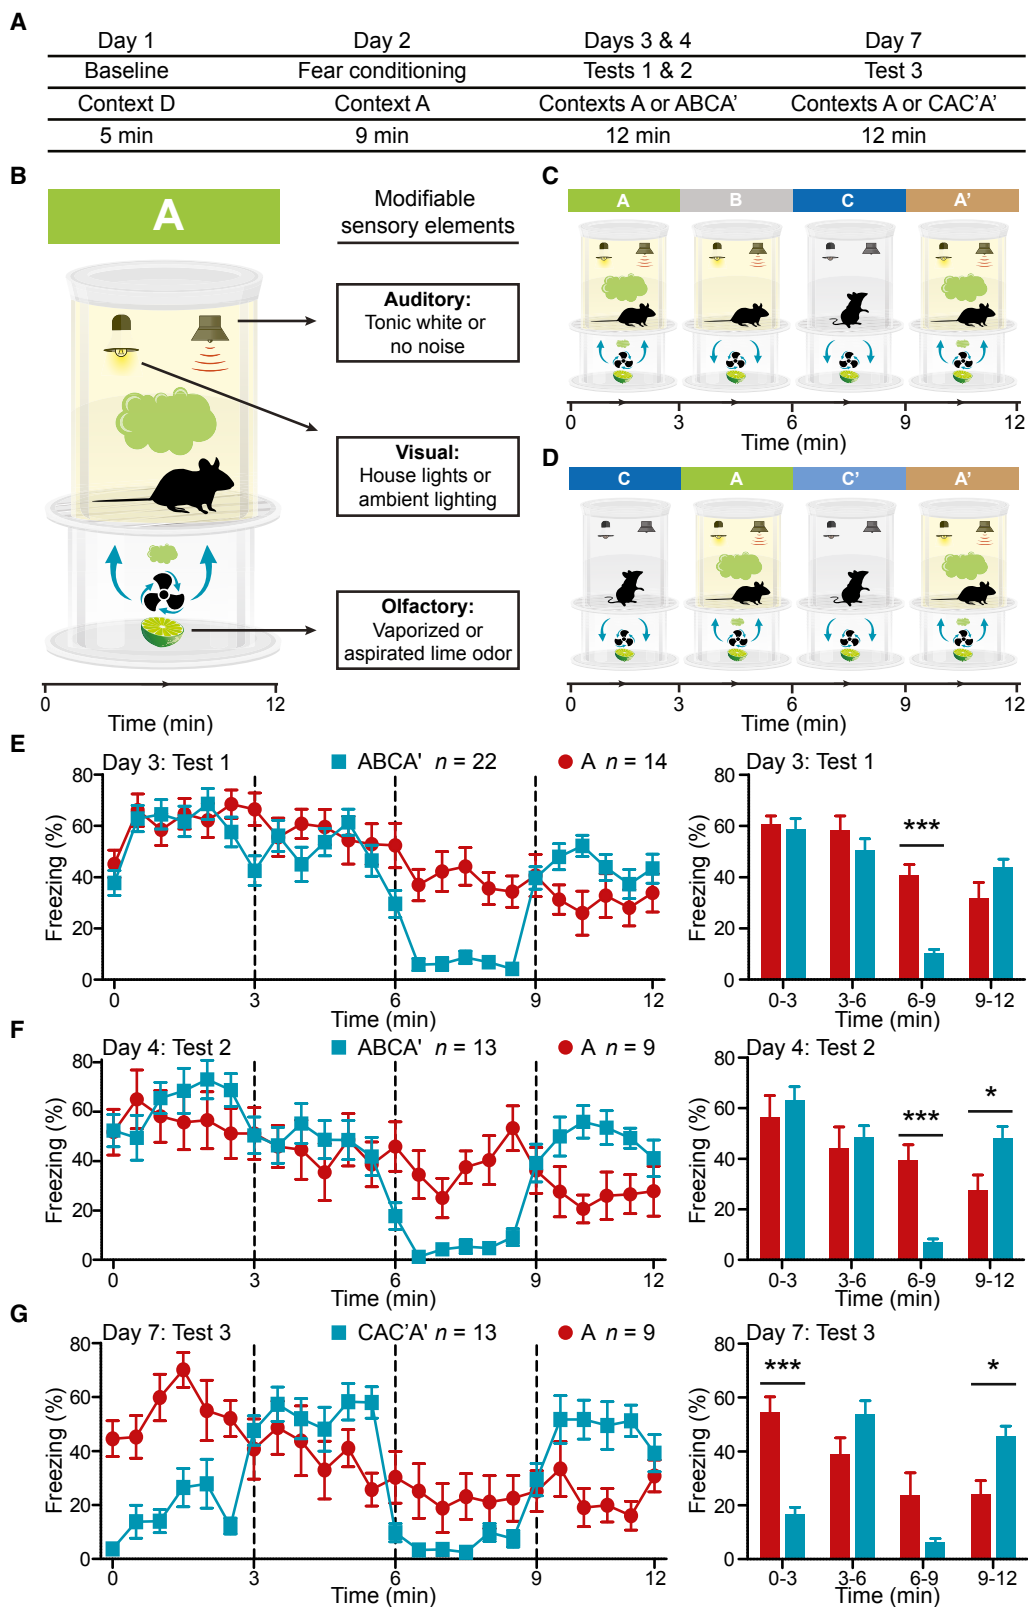 A
Day 1 Day 2 Days 3 & 4 Day 7
Baseline Fear conditioning Tests 1 & 2 Test 3
Context D Context A Contexts A or ABCA' Contexts A or CAC'A'
5 min 9 min 12 min 12 min
B
A
Modifiable
sensory elements
Auditory:
Tonic white or
no noise
Visual:
House lights or
ambient lighting
Olfactory:
Vaporized or
aspirated lime odor
0 12
Time (min)
C
A B C A'
0 3 6 9 12
Time (min)
D
C A C' A'
0 3 6 9 12
Time (min)
E
Day 3: Test 1 ABCA' n = 22 A n = 14
80
60
40
20
0
Freezing (%)
0 3 6 9 12
Time (min)
Day 3: Test 1
80
60
40
20
0
Freezing (%)
***
0-3 3-6 6-9 9-12
Time (min)
F
Day 4: Test 2 ABCA' n = 13 A n = 9
80
60
40
20
0
Freezing (%)
0 3 6 9 12
Time (min)
Day 4: Test 2
80
60
40
20
0
Freezing (%)
*** *
0-3 3-6 6-9 9-12
Time (min)
G
Day 7: Test 3 CAC'A' n = 13 A n = 9
80
60
40
20
0
Freezing (%)
0 3 6 9 12
Time (min)
Day 7: Test 3
80
60
40
20
0
Freezing (%)
*** *
0-3 3-6 6-9 9-12
Time (min)